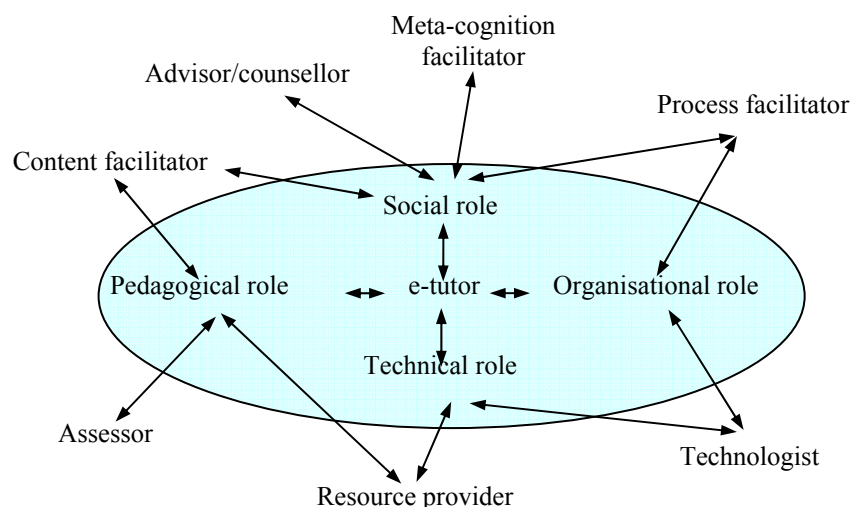 Meta-cognition
facilitator
Advisor/counsellor
Process facilitator
Content facilitator
Social role
Pedagogical role
e-tutor
Organisational role
Technical role
Assessor
Technologist
Resource provider